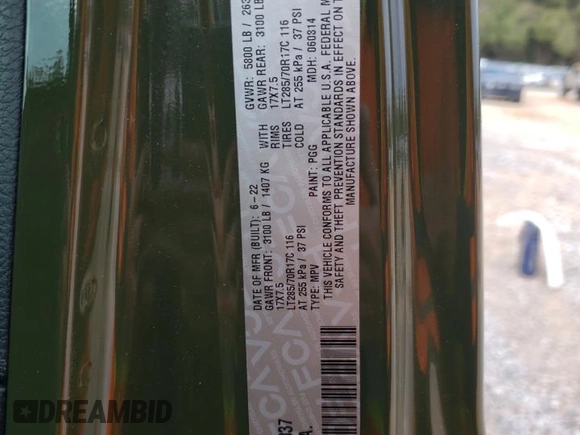 DATE OF MFR (BUILT): 6-22 GVWR: 5800 LB / 263
GAWR FRONT: 3100 LB / 1407 KG WITH GAWR REAR: 3100 LB
17X7.5 RIMS 17X7.5
LT285/70R17C 116 TIRES LT285/70R17C 116
AT 255 kPa / 37 PSI COLD AT 255 kPa / 37 PSI
TYPE: MPV PAINT: PGG MDH: 060314
THIS VEHICLE CONFORMS TO ALL APPLICABLE U.S.A. FEDERAL M
SAFETY AND THEFT PREVENTION STANDARDS IN EFFECT ON T
MANUFACTURE SHOWN ABOVE.
337
A.
DREAMBID